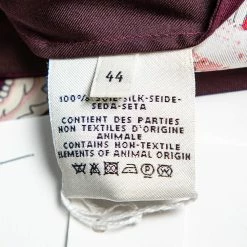 44
100% SOIE-SILK-SEIDE-
SEDA-SETA
CONTIENT DES PARTIES
NON TEXTILES D'ORIGINE
ANIMALE
CONTAINS NON-TEXTILE
ELEMENTS OF ANIMAL ORIGIN